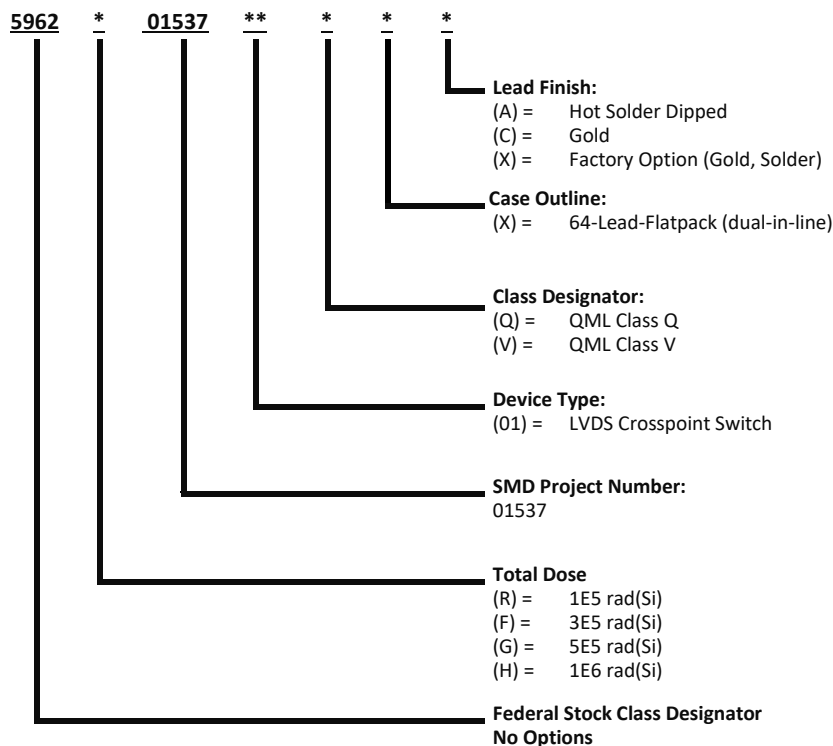 5962 * 01537 ** * * *
Lead Finish:
(A) = Hot Solder Dipped
(C) = Gold
(X) = Factory Option (Gold, Solder)
Case Outline:
(X) = 64-Lead-Flatpack (dual-in-line)
Class Designator:
(Q) = QML Class Q
(V) = QML Class V
Device Type:
(01) = LVDS Crosspoint Switch
SMD Project Number:
01537
Total Dose
(R) = 1E5 rad(Si)
(F) = 3E5 rad(Si)
(G) = 5E5 rad(Si)
(H) = 1E6 rad(Si)
Federal Stock Class Designator
No Options